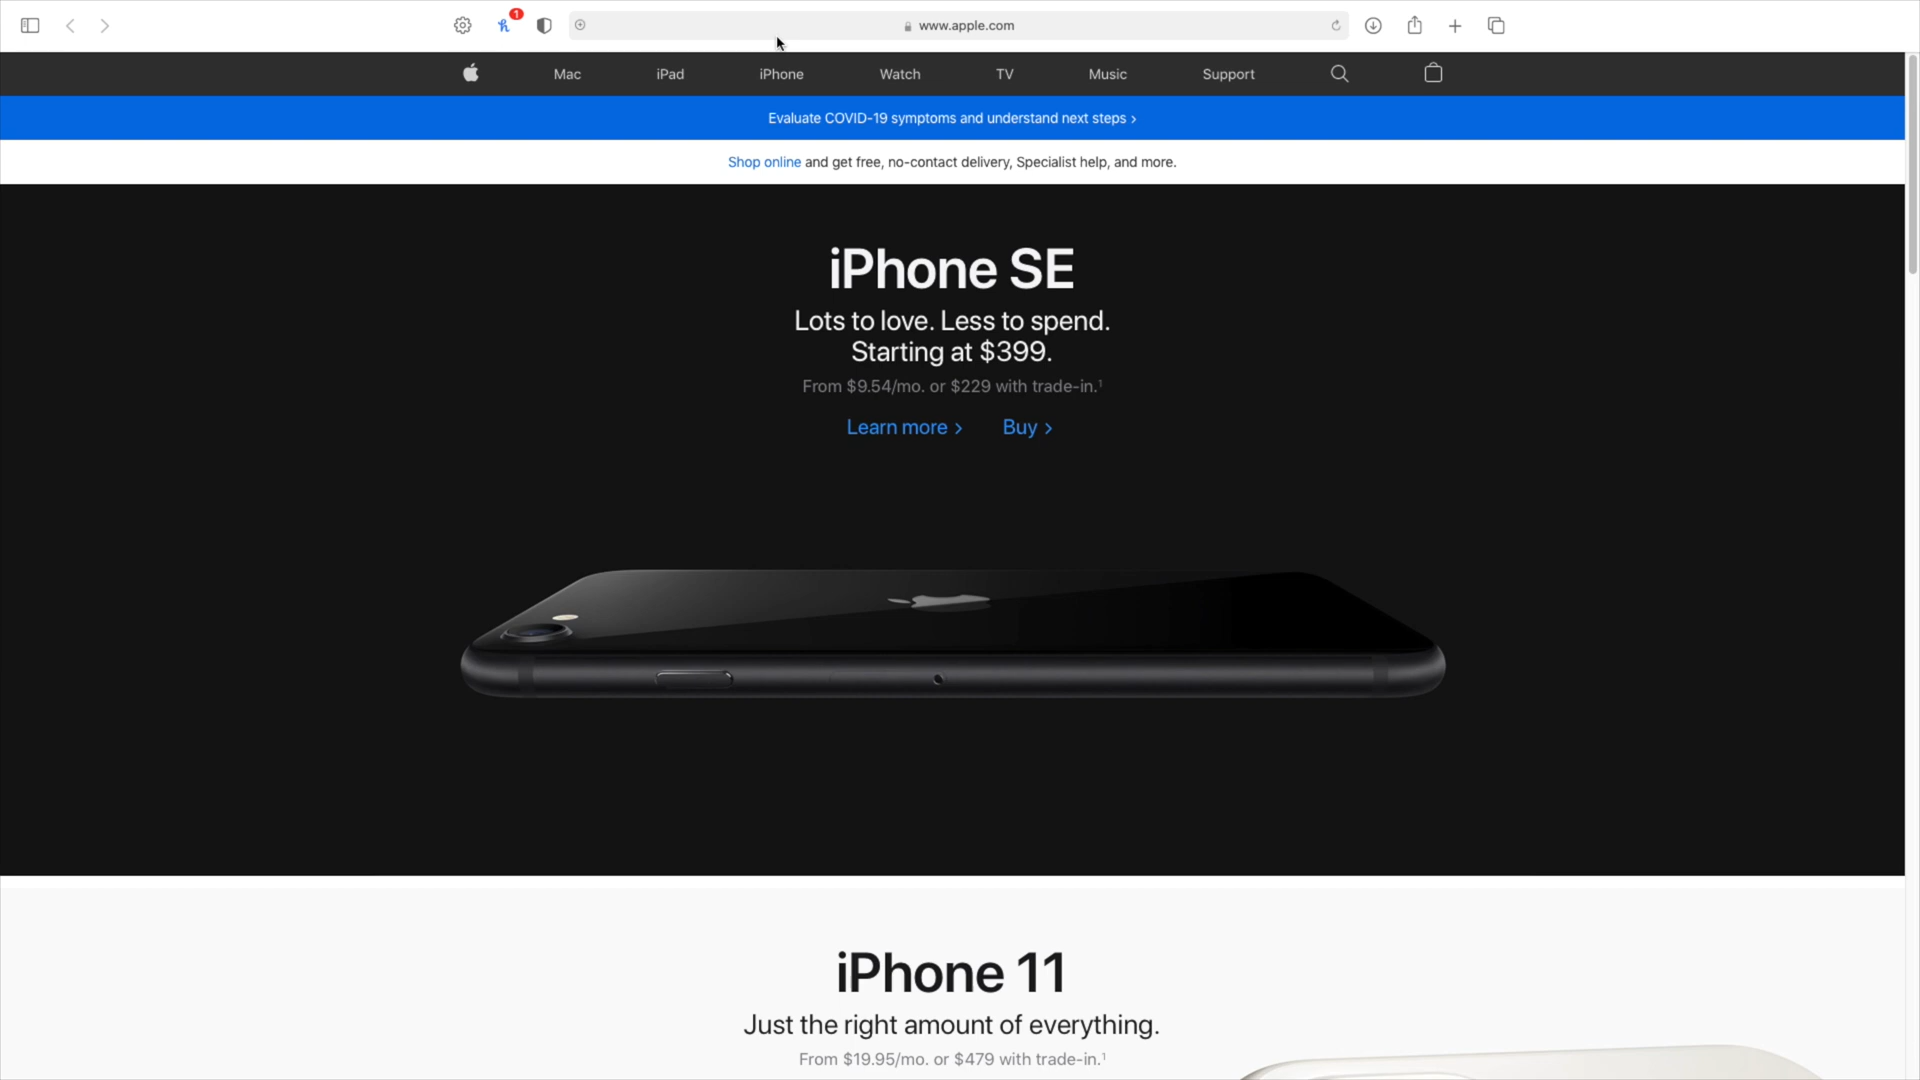 1
www.apple.com
Mac iPad iPhone Watch TV Music Support
Evaluate COVID-19 symptoms and understand next steps >
Shop online and get free, no-contact delivery, Specialist help, and more.
iPhone SE
Lots to love. Less to spend.
Starting at $399.
From $9.54/mo. or $229 with trade-in.¹
Learn more > Buy >
iPhone 11
Just the right amount of everything.
From $19.95/mo. or $479 with trade-in.¹